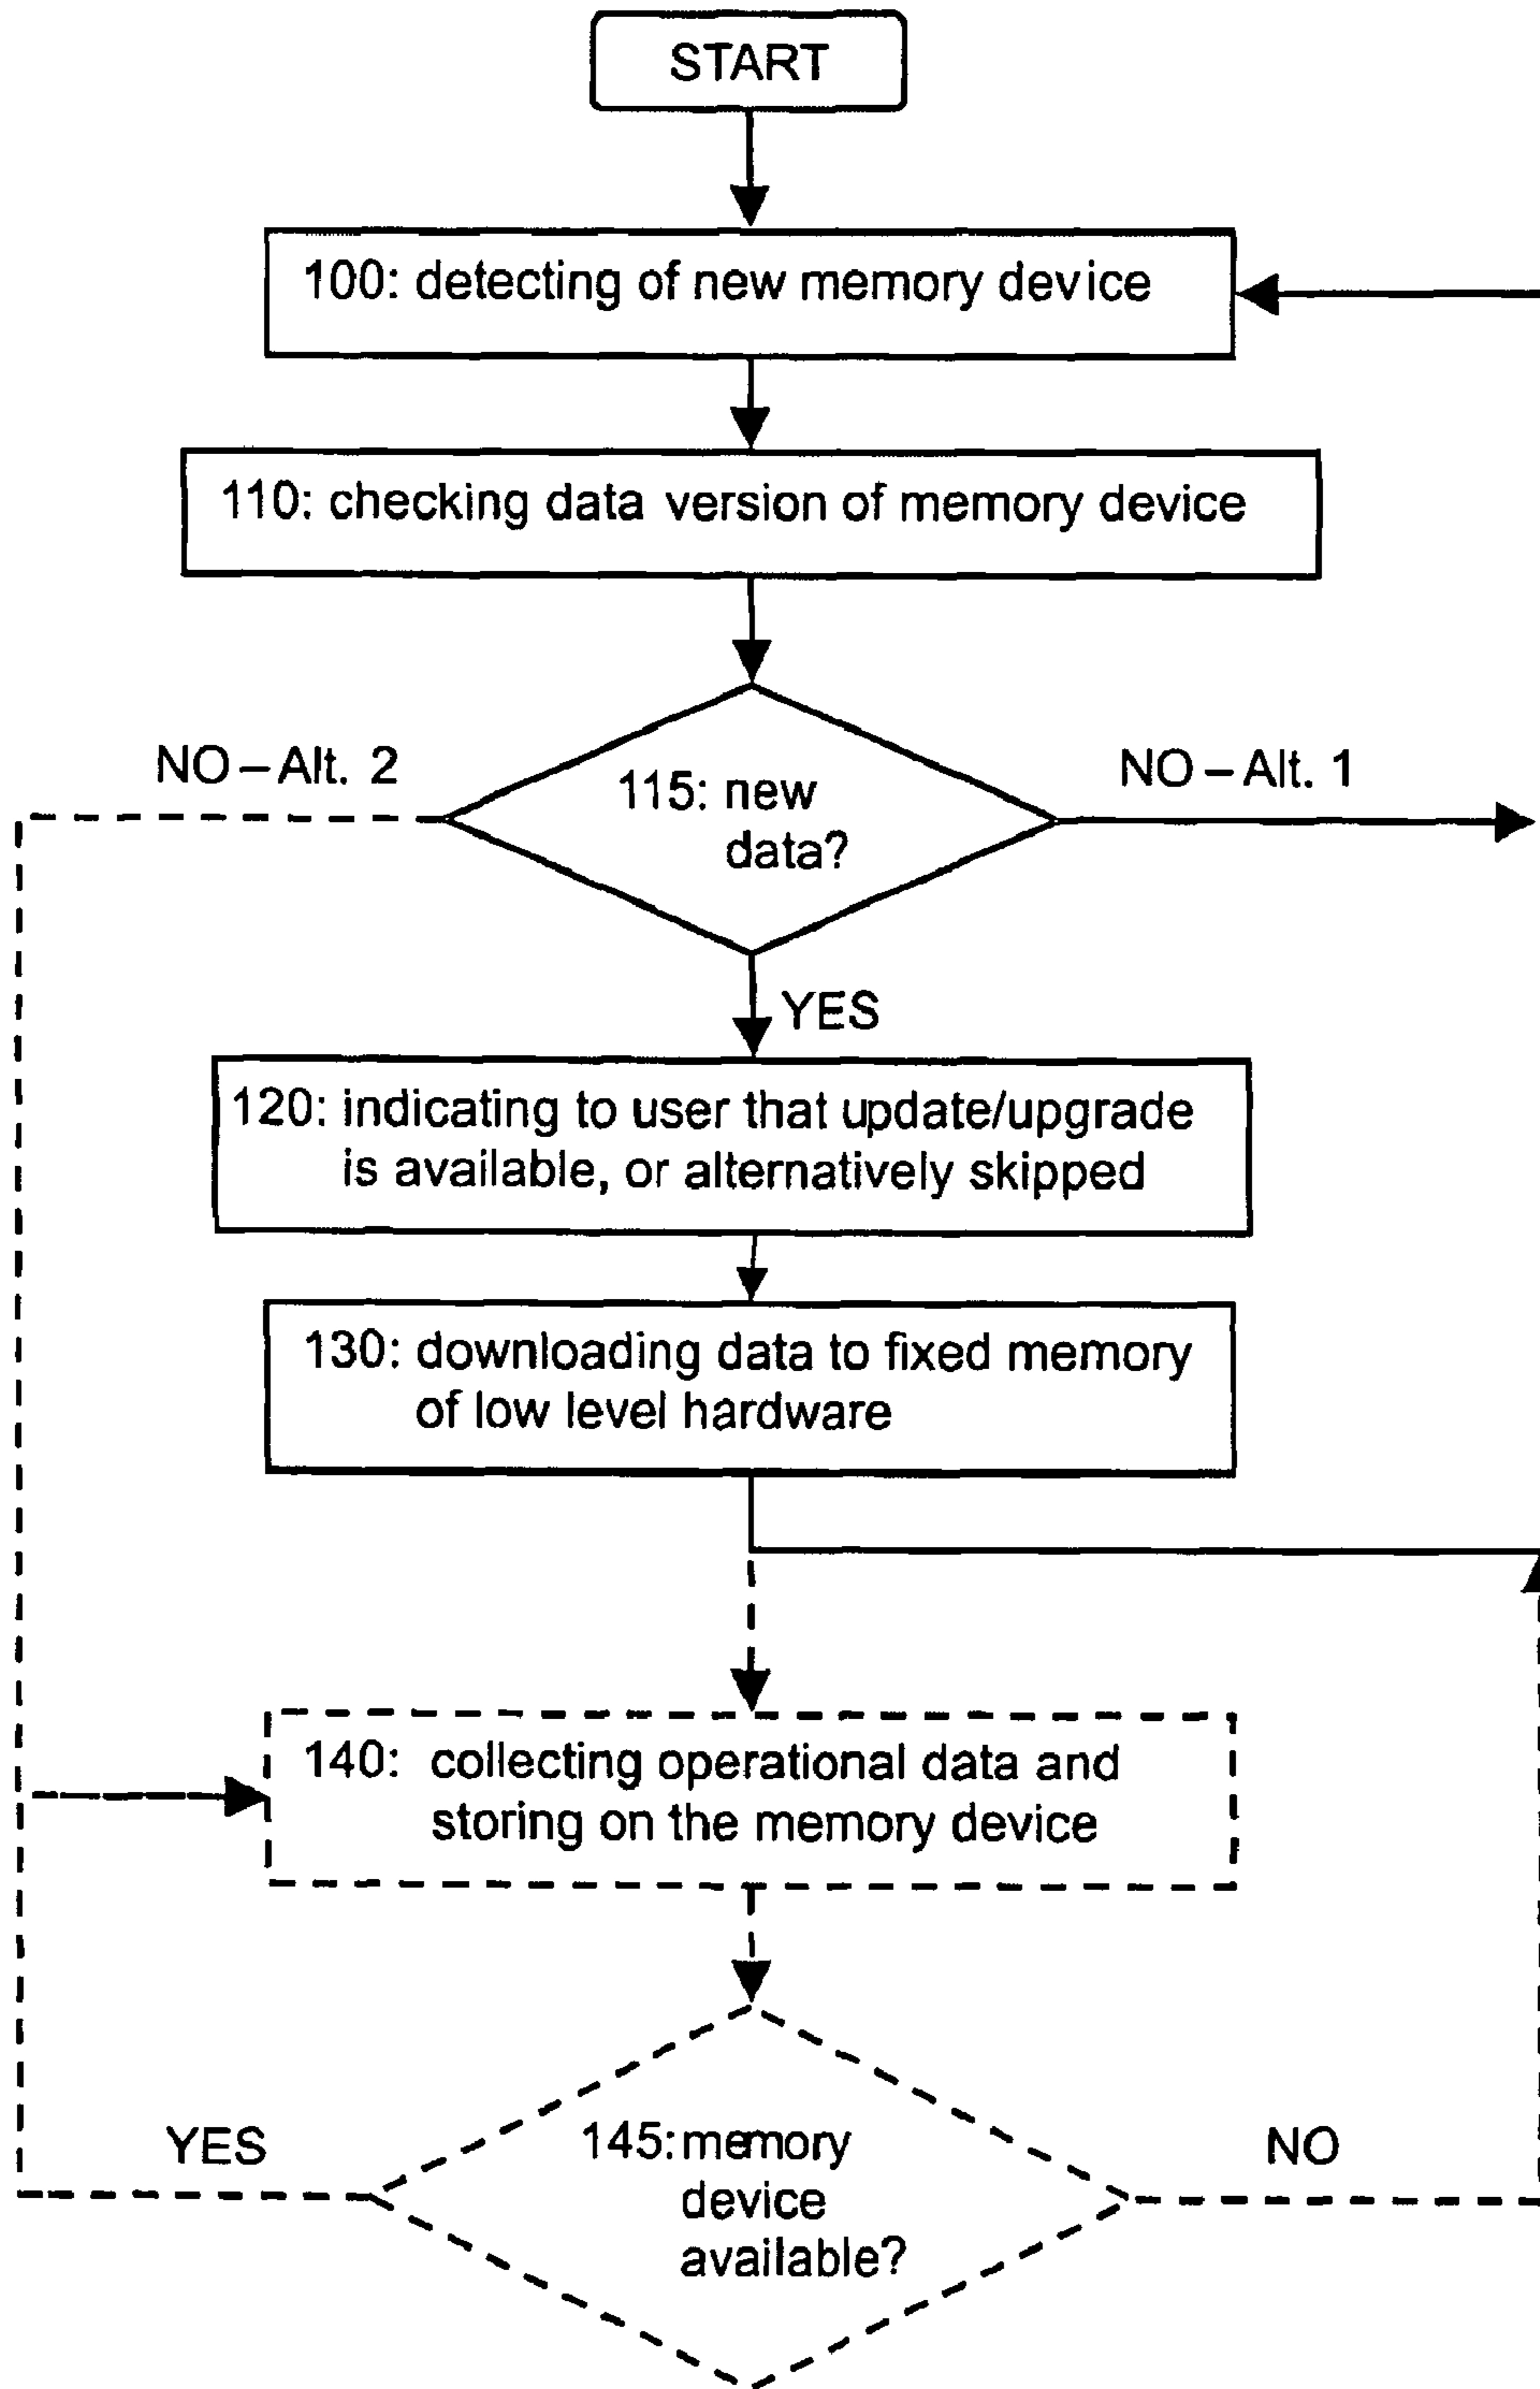 START
100: detecting of new memory device
110: checking data version of memory device
NO – Alt. 2
115: new
data?
NO – Alt. 1
YES
120: indicating to user that update/upgrade
is available, or alternatively skipped
130: downloading data to fixed memory
of low level hardware
140: collecting operational data and
storing on the memory device
YES
145: memory
device
available?
NO